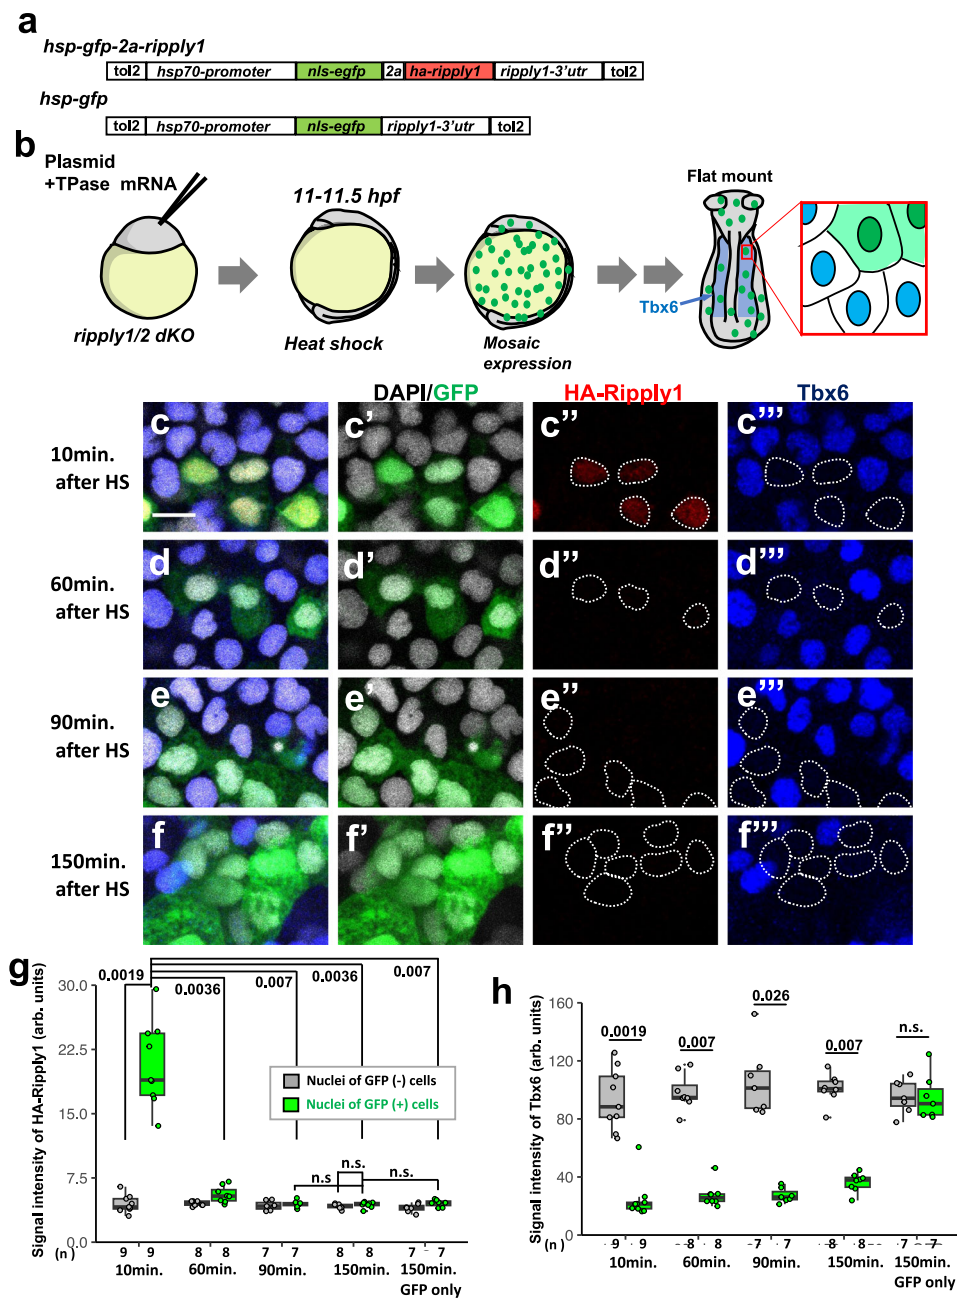 a
hsp-gfp-2a-ripply1
tol2 hsp70-promoter nls-egfp 2a ha-ripply1 ripply1-3'utr tol2
hsp-gfp
tol2 hsp70-promoter nls-egfp ripply1-3'utr tol2
b
Plasmid
+TPase mRNA
11-11.5 hpf
Flat mount
Tbx6
ripply1/2 dKO
Heat shock
Mosaic
expression
DAPI/GFP HA-Ripply1 Tbx6
10min.
after HS
c c' c'' c'''
60min.
after HS
d d' d'' d'''
90min.
after HS
e e' e'' e'''
150min.
after HS
f f' f'' f'''
g
Signal intensity of HA-Ripply1 (arb. units)
0.0019 0.0036 0.007 0.0036 0.007
30.0
22.5
15.0
7.5
0.0
Nuclei of GFP (-) cells
Nuclei of GFP (+) cells
n.s n.s. n.s.
(n) 9 9 8 8 7 7 8 8 7 7
10min. 60min. 90min. 150min. 150min.
GFP only
h
Signal intensity of Tbx6 (arb. units)
160
120
80
40
0
0.0019 0.007 0.026 0.007 n.s.
(n) 9 9 8 8 7 7 8 8 7 7
10min. 60min. 90min. 150min. 150min.
GFP only